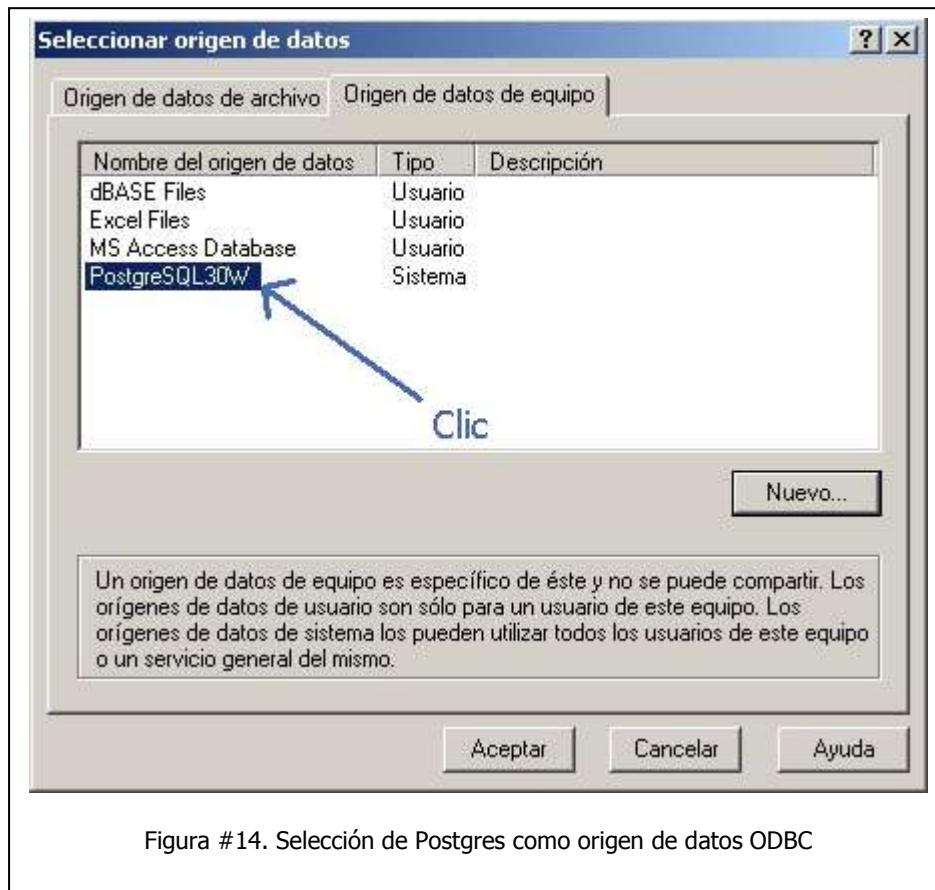 Seleccionar origen de datos
Origen de datos de archivo Origen de datos de equipo
Nombre del origen de datos Tipo Descripción
dBASE Files Usuario
Excel Files Usuario
MS Access Database Usuario
PostgreSQL30W Sistema
Clic
Nuevo...
Un origen de datos de equipo es específico de éste y no se puede compartir. Los
orígenes de datos de usuario son sólo para un usuario de este equipo. Los
orígenes de datos de sistema los pueden utilizar todos los usuarios de este equipo
o un servicio general del mismo.
Aceptar Cancelar Ayuda
Figura #14. Selección de Postgres como origen de datos ODBC